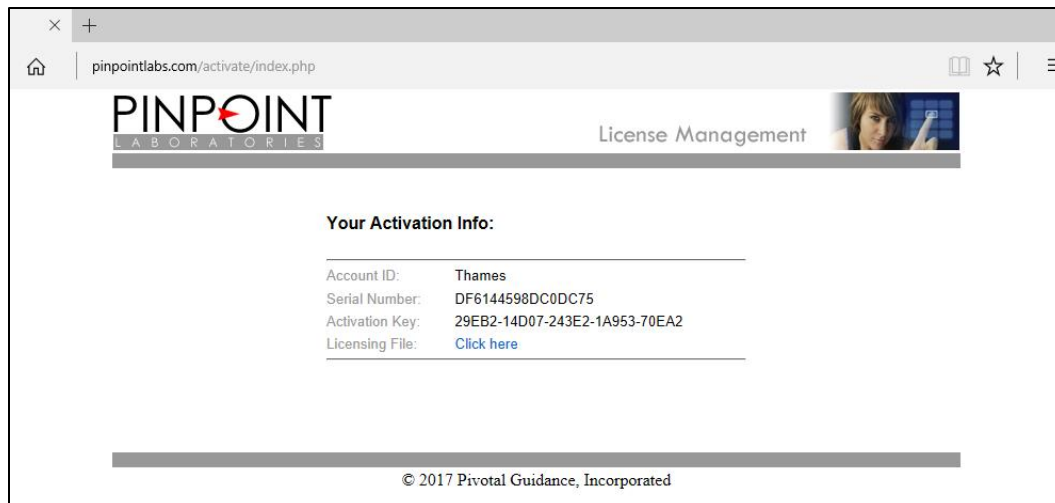 pinpointlabs.com/activate/index.php
PINPOINT
LABORATORIES
License Management
Your Activation Info:
Account ID: Thames
Serial Number: DF6144598DC0DC75
Activation Key: 29EB2-14D07-243E2-1A953-70EA2
Licensing File: Click here
© 2017 Pivotal Guidance, Incorporated